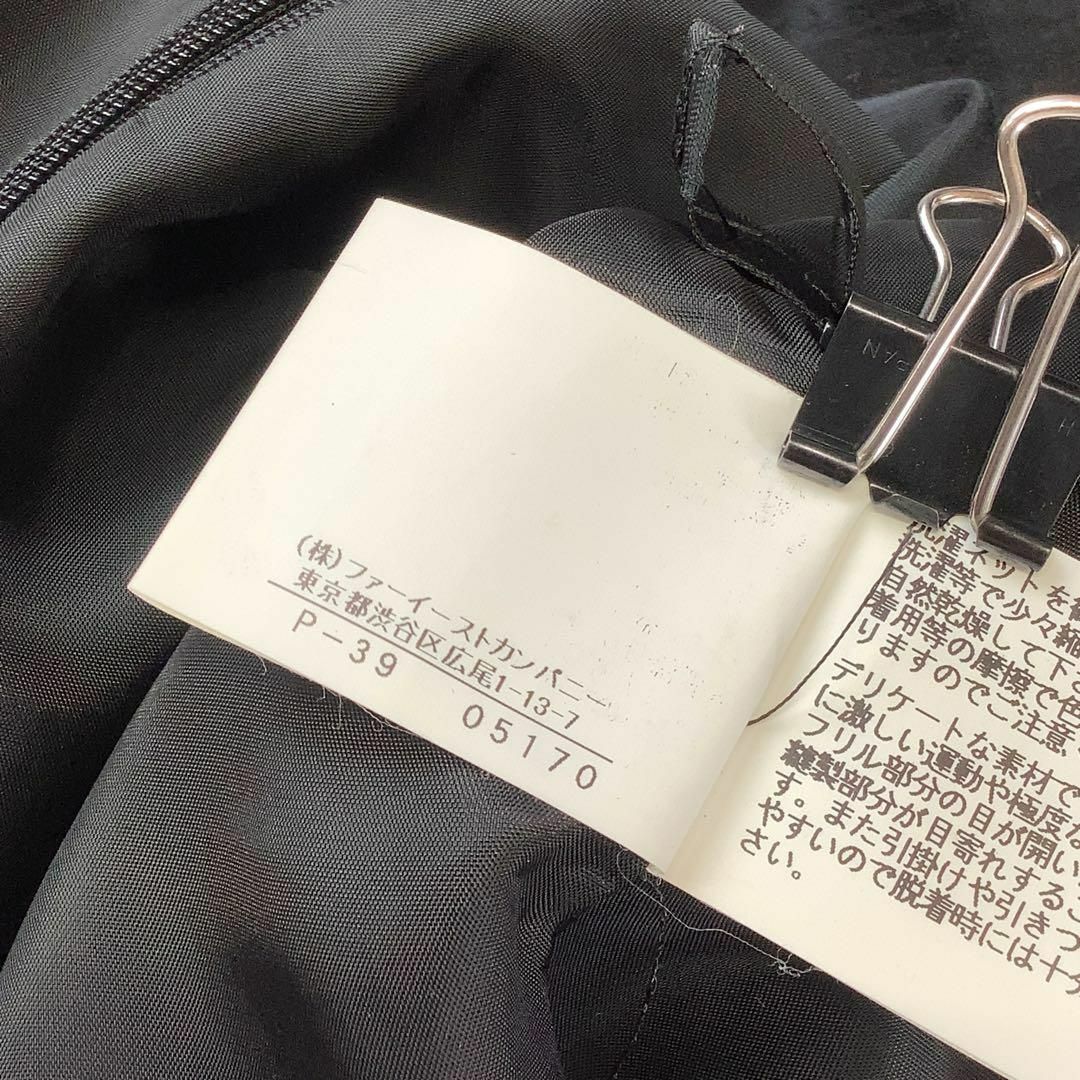 (株)ファーイーストカンパニー
東京都渋谷区広尾1-13-7
P-39 05170
洗濯ネットを
洗濯等で少々縮
自然乾燥して下さ
着用等の摩擦で色
りますのでご注意
デリケートな素材で
に激しい運動や極度な
フリル部分の目が開い
縫製部分が目寄れするこ
す。また引掛けや引きつ
やすいので脱着時には十分
さい。